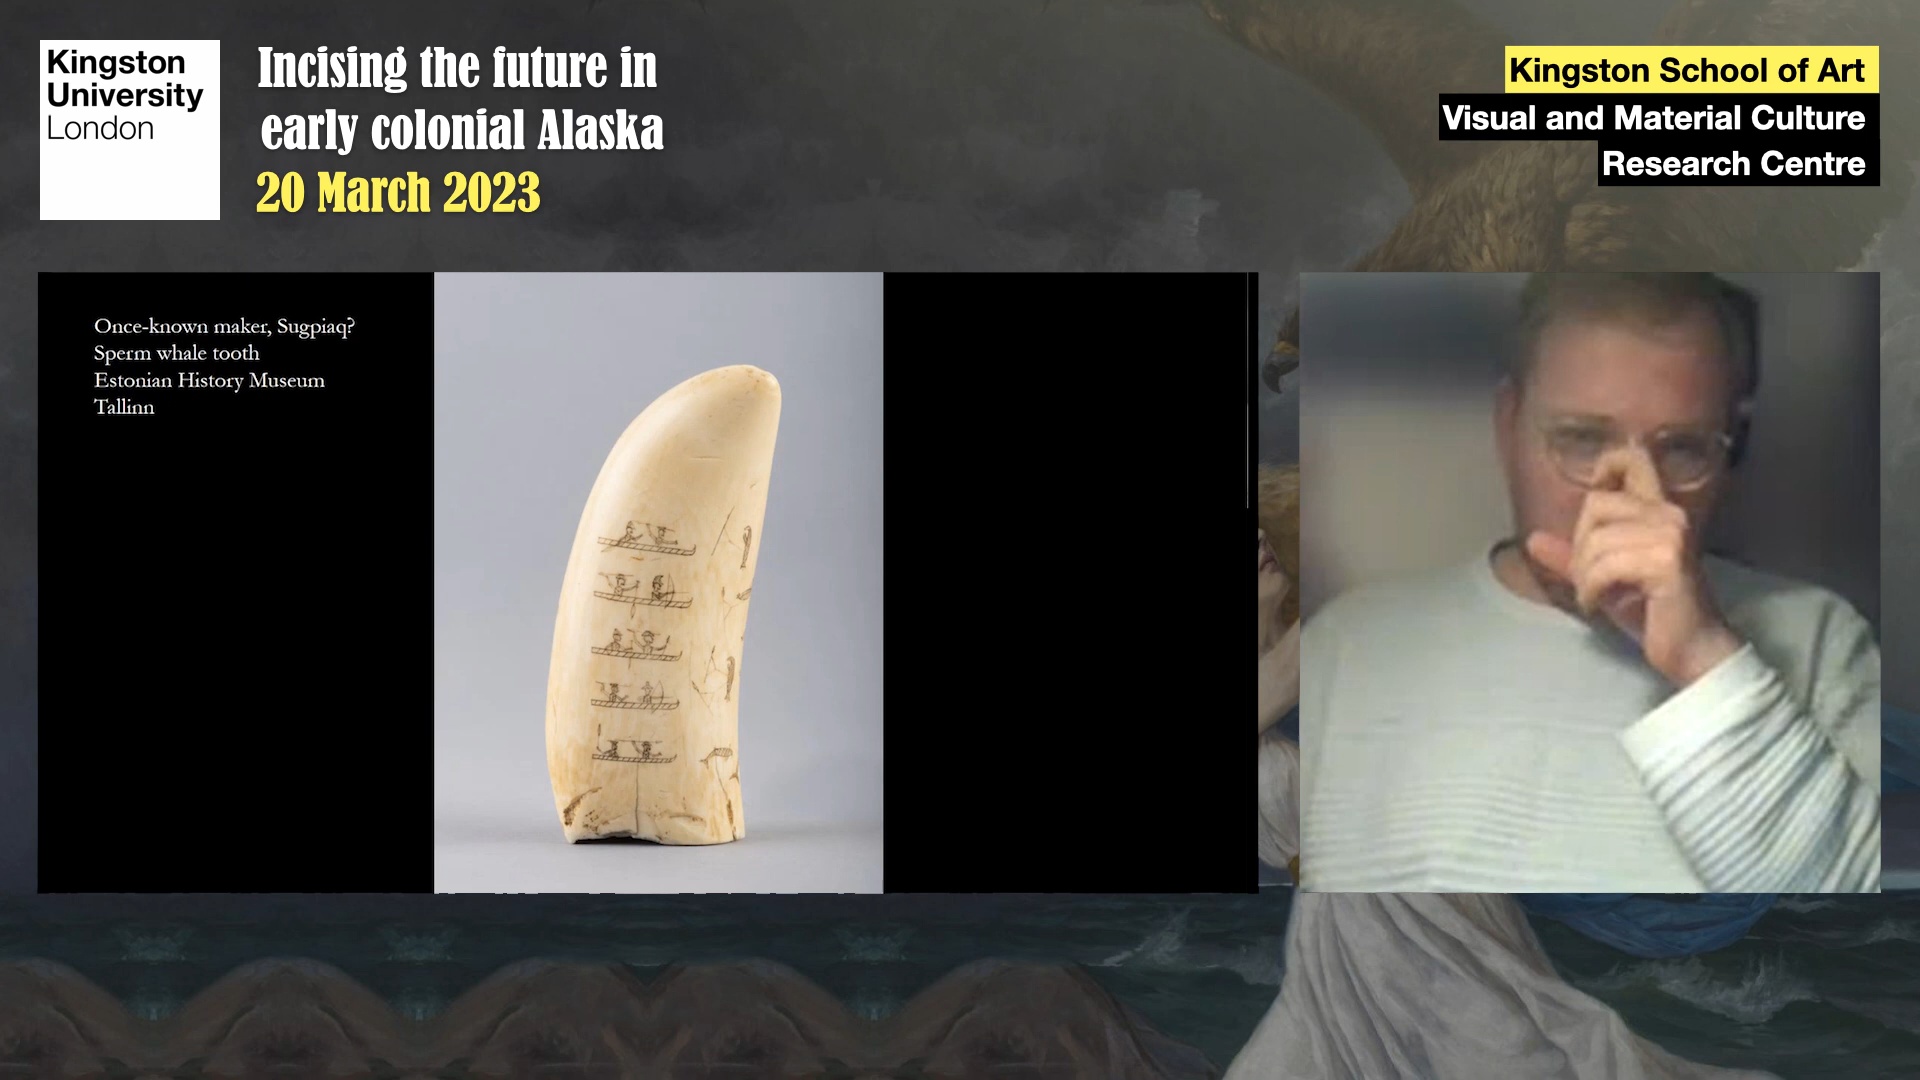 Kingston
University
London
Incising the future in
early colonial Alaska
20 March 2023
Kingston School of Art
Visual and Material Culture
Research Centre
Once-known maker, Sugpiaq?
Sperm whale tooth
Estonian History Museum
Tallinn